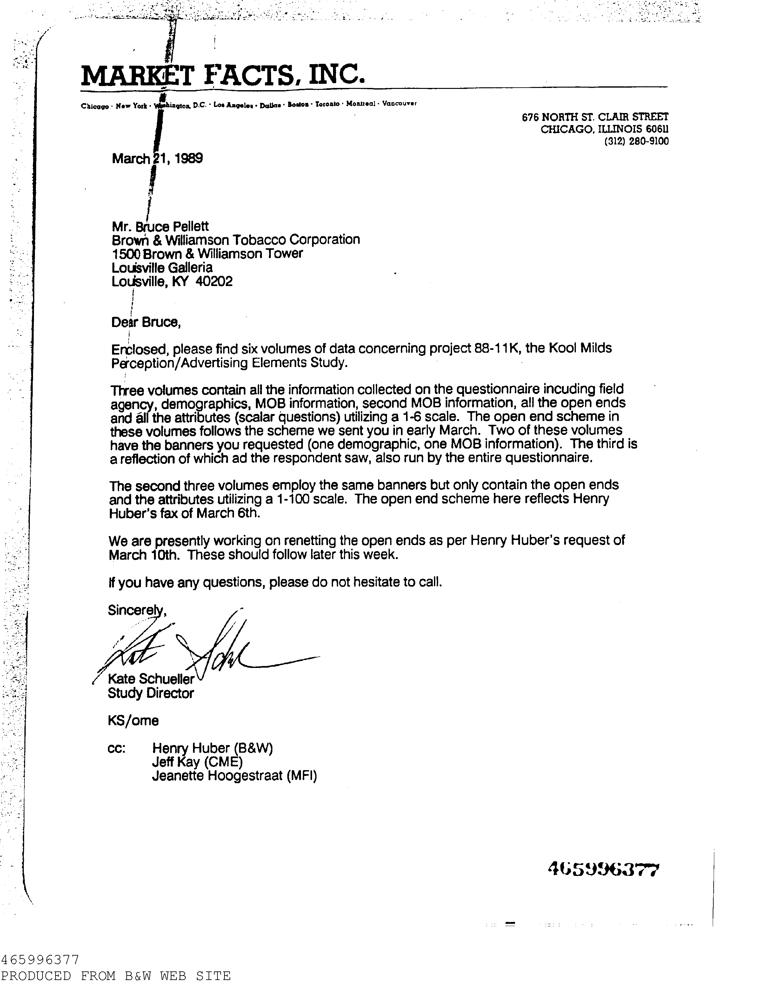 MARKET FACTS, INC.
Chicago · New York · Washington, D.C. · Los Angeles · Dallas · Boston · Toronto · Montreal · Vancouver
676 NORTH ST. CLAIR STREET
CHICAGO, ILLINOIS 60611
(312) 280-9100
March 21, 1989
Mr. Bruce Pellett
Brown & Williamson Tobacco Corporation
1500 Brown & Williamson Tower
Louisville Galleria
Louisville, KY 40202
Dear Bruce,
Enclosed, please find six volumes of data concerning project 88-11K, the Kool Milds
Perception/Advertising Elements Study.
Three volumes contain all the information collected on the questionnaire incuding field
agency, demographics, MOB information, second MOB information, all the open ends
and all the attributes (scalar questions) utilizing a 1-6 scale. The open end scheme in
these volumes follows the scheme we sent you in early March. Two of these volumes
have the banners you requested (one demographic, one MOB information). The third is
a reflection of which ad the respondent saw, also run by the entire questionnaire.
The second three volumes employ the same banners but only contain the open ends
and the attributes utilizing a 1-100 scale. The open end scheme here reflects Henry
Huber's fax of March 6th.
We are presently working on renetting the open ends as per Henry Huber's request of
March 10th. These should follow later this week.
If you have any questions, please do not hesitate to call.
Sincerely,
Kate Schueller
Study Director
KS/ome
cc: Henry Huber (B&W)
Jeff Kay (CME)
Jeanette Hoogestraat (MFI)
465996377
465996377
PRODUCED FROM B&W WEB SITE